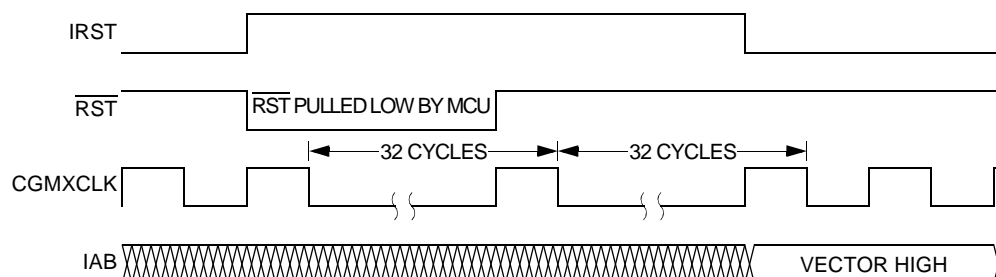 IRST
RST
RST PULLED LOW BY MCU
32 CYCLES
32 CYCLES
CGMXCLK
IAB
VECTOR HIGH